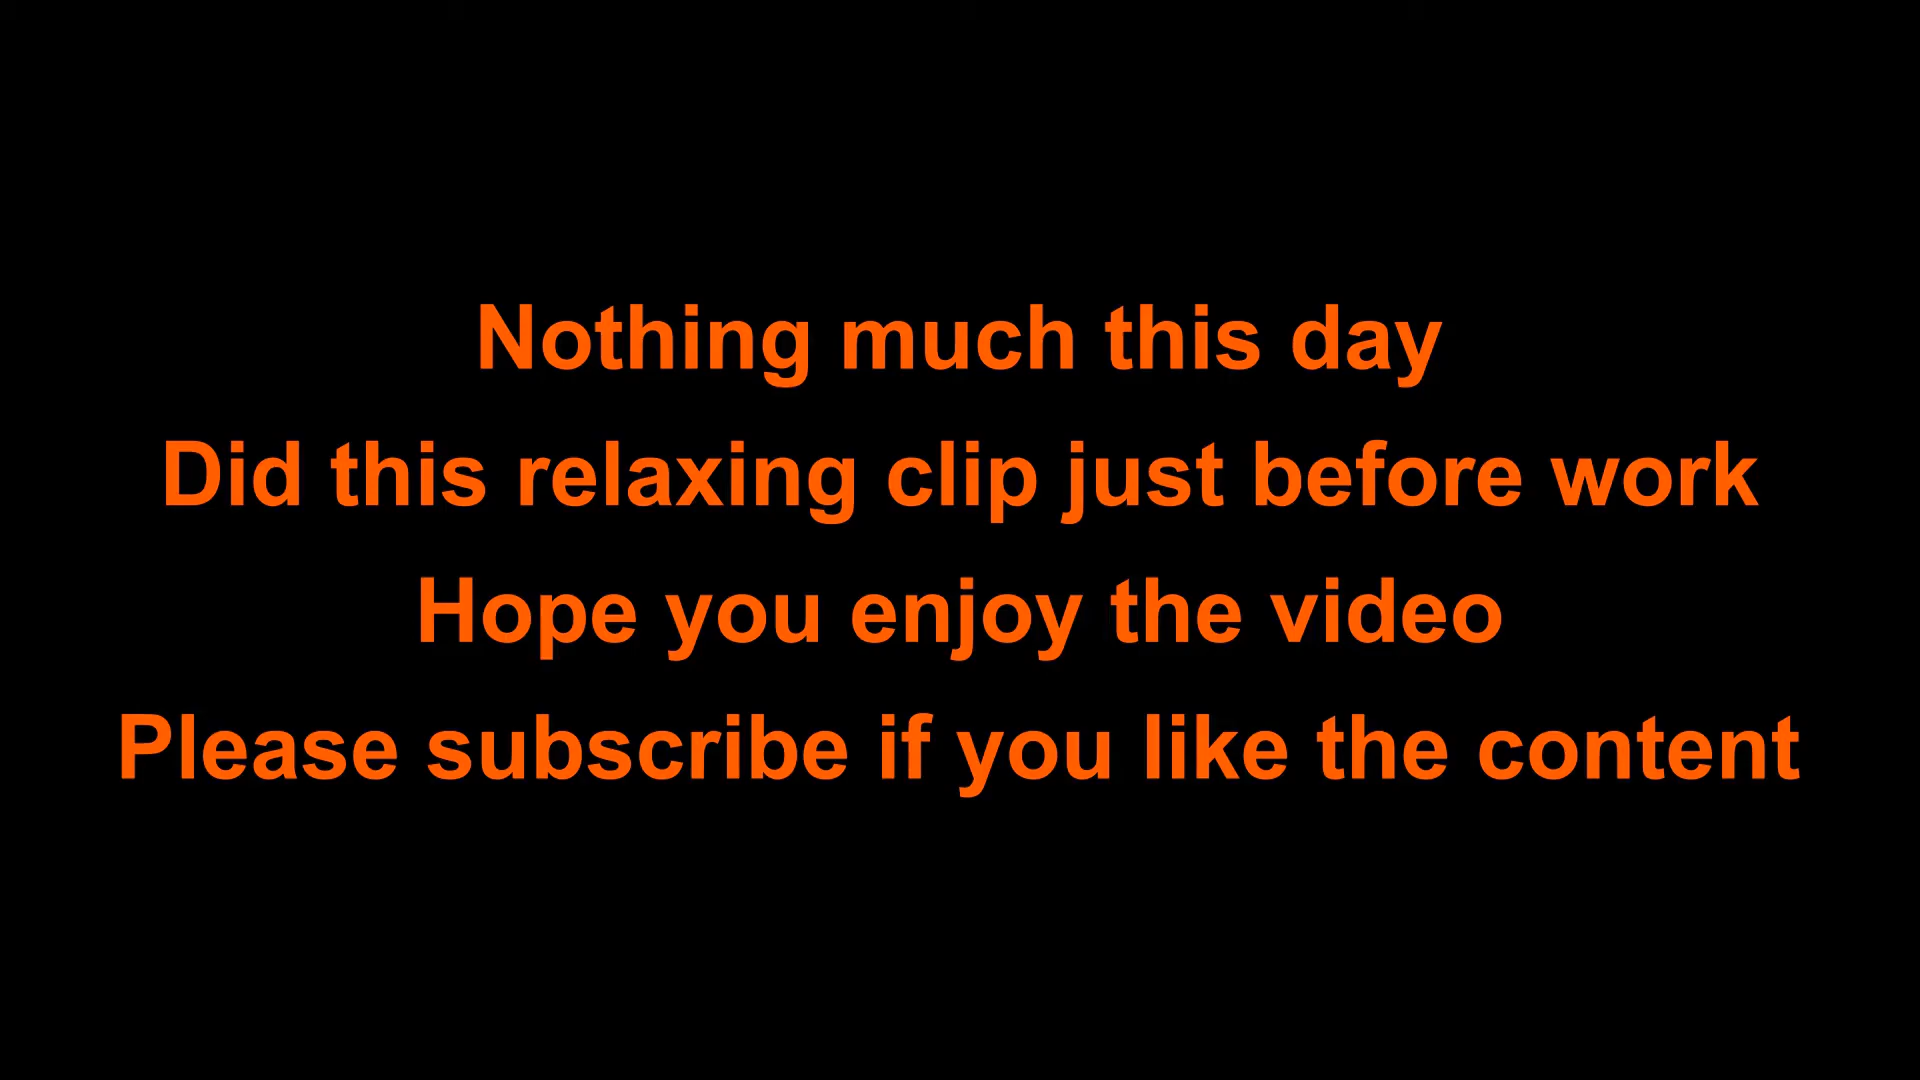 Nothing much this day
Did this relaxing clip just before work
Hope you enjoy the video
Please subscribe if you like the content